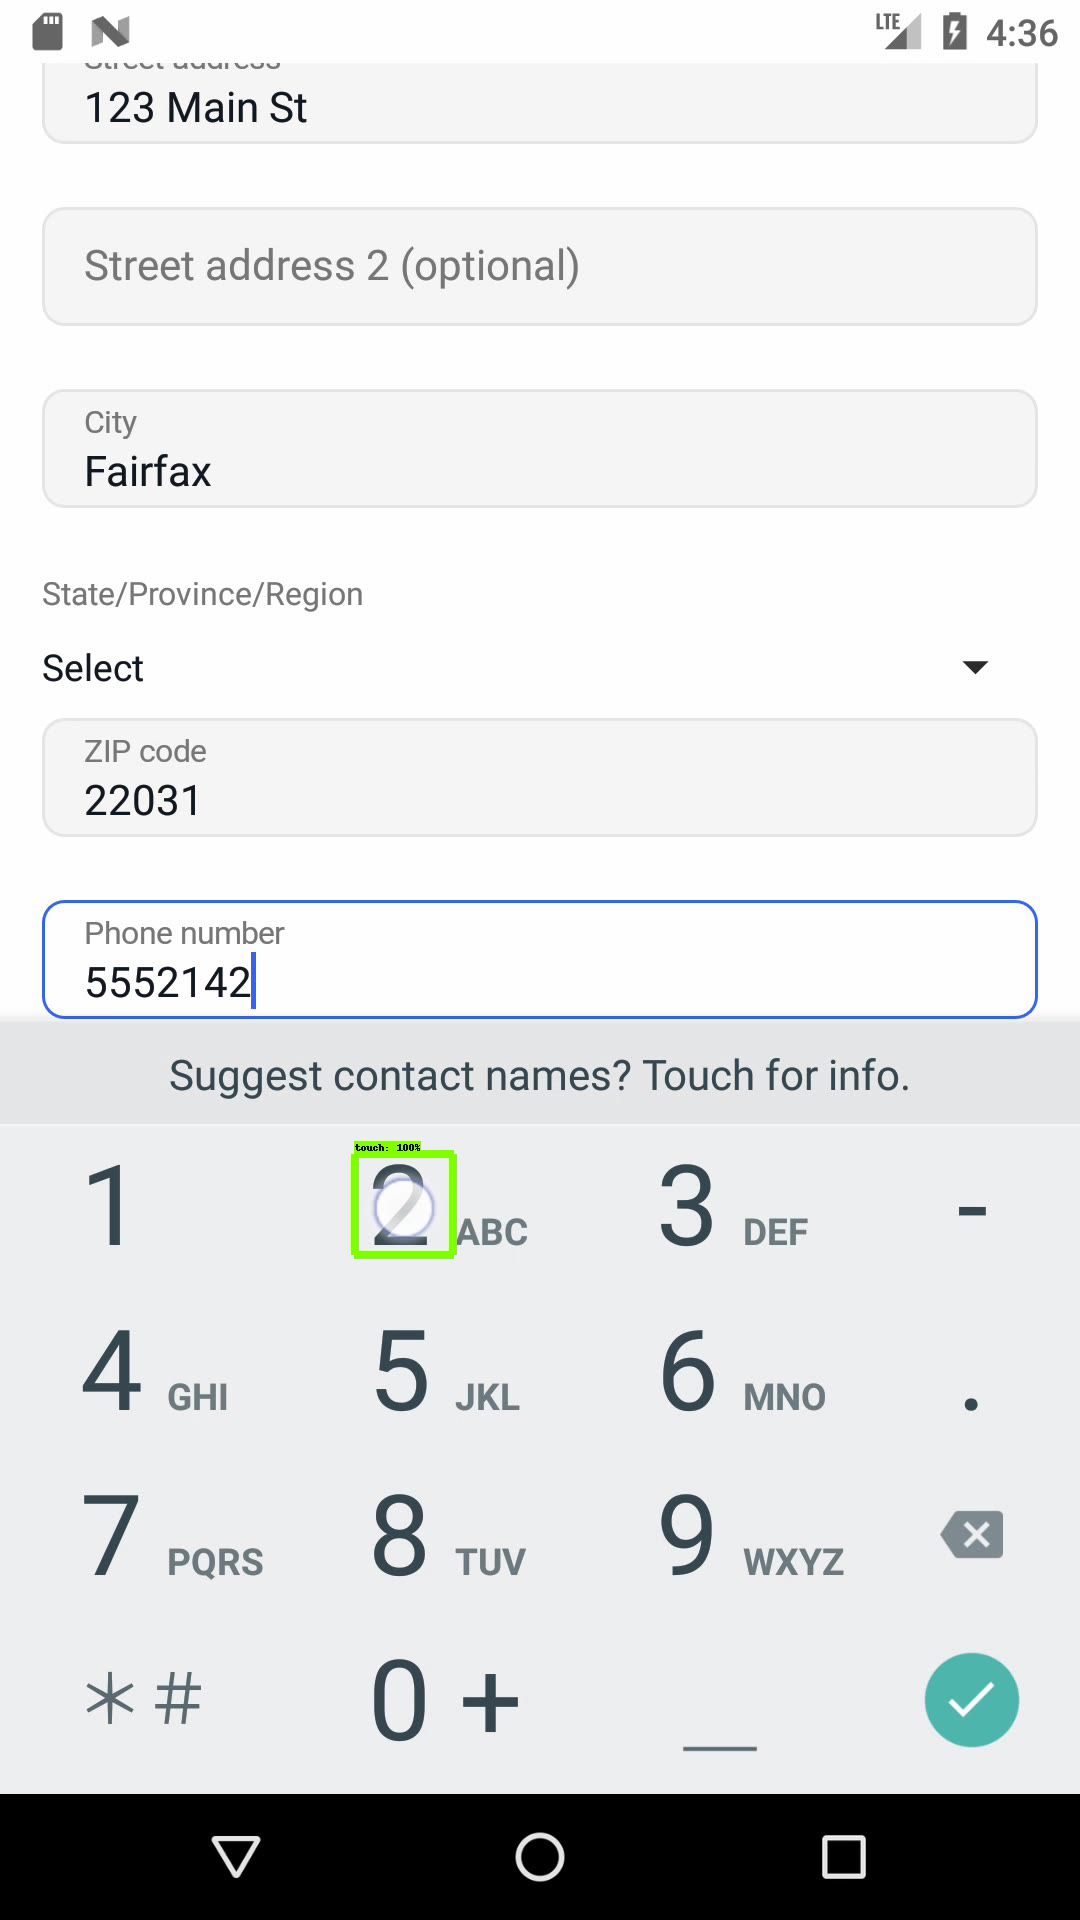 LTE 4:36
Street address
123 Main St
Street address 2 (optional)
City
Fairfax
State/Province/Region
Select
ZIP code
22031
Phone number
5552142
Suggest contact names? Touch for info.
touch: 100%
1 2 ABC 3 DEF -
4 GHI 5 JKL 6 MNO .
7 PQRS 8 TUV 9 WXYZ
*# 0 + _